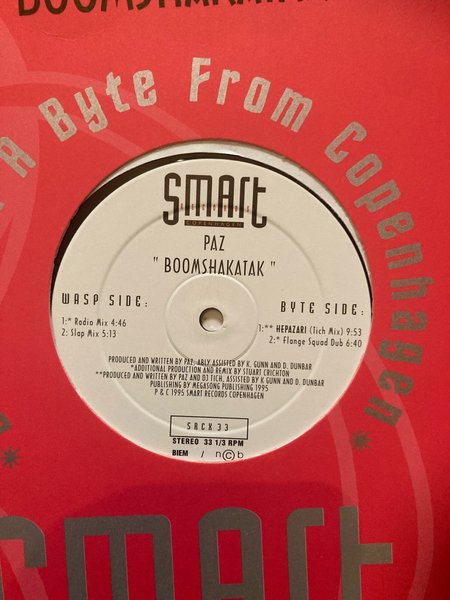 BOOMSHAKATAK
A Byte From Copenhagen *
SMART
RECORDS
COPENHAGEN
PAZ
" BOOMSHAKATAK "
WASP SIDE:
1:* Radio Mix 4:46
2: Slap Mix 5:13
BYTE SIDE:
1:** HEPAZARI (Tich Mix) 9:53
2:* Flange Squad Dub 6:40
PRODUCED AND WRITTEN BY PAZ, ABLY ASSISTED BY K. GUNN AND D. DUNBAR
*ADDITIONAL PRODUCTION AND REMIX BY STUART CRICHTON
**PRODUCED AND WRITTEN BY PAZ AND DJ TICH, ASSISTED BY K GUNN AND D. DUNBAR
PUBLISHING BY MEGASONG PUBLISHING 1995
P & C 1995 SMART RECORDS COPENHAGEN
SRCK 33
STEREO 33 1/3 RPM
BIEM / n©b
SMART